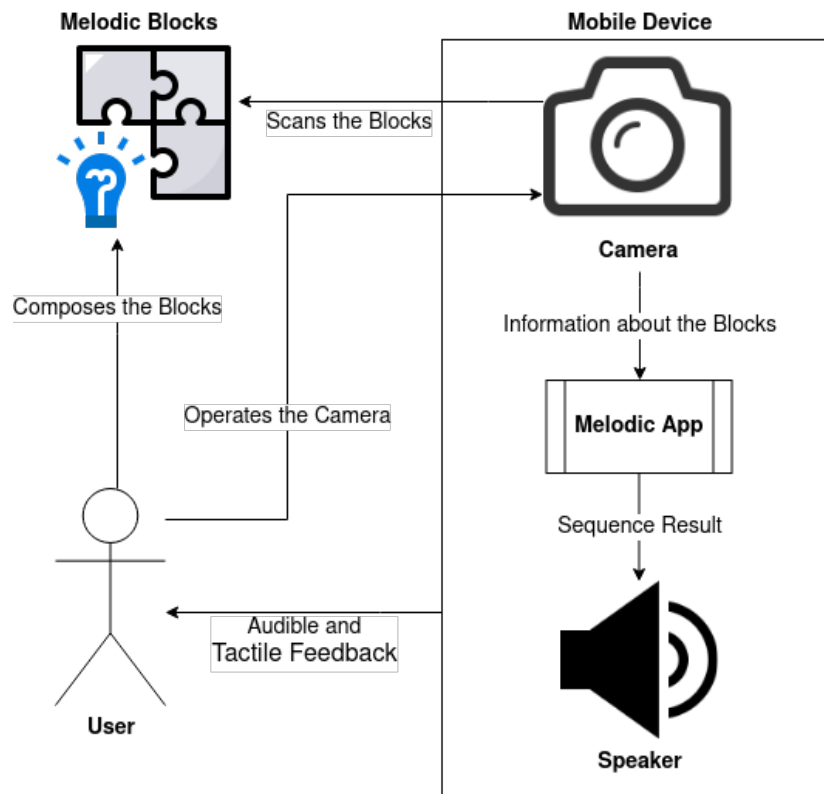 Melodic Blocks
Mobile Device
Scans the Blocks
Camera
Composes the Blocks
Information about the Blocks
Operates the Camera
Melodic App
Sequence Result
Audible and
Tactile Feedback
User
Speaker